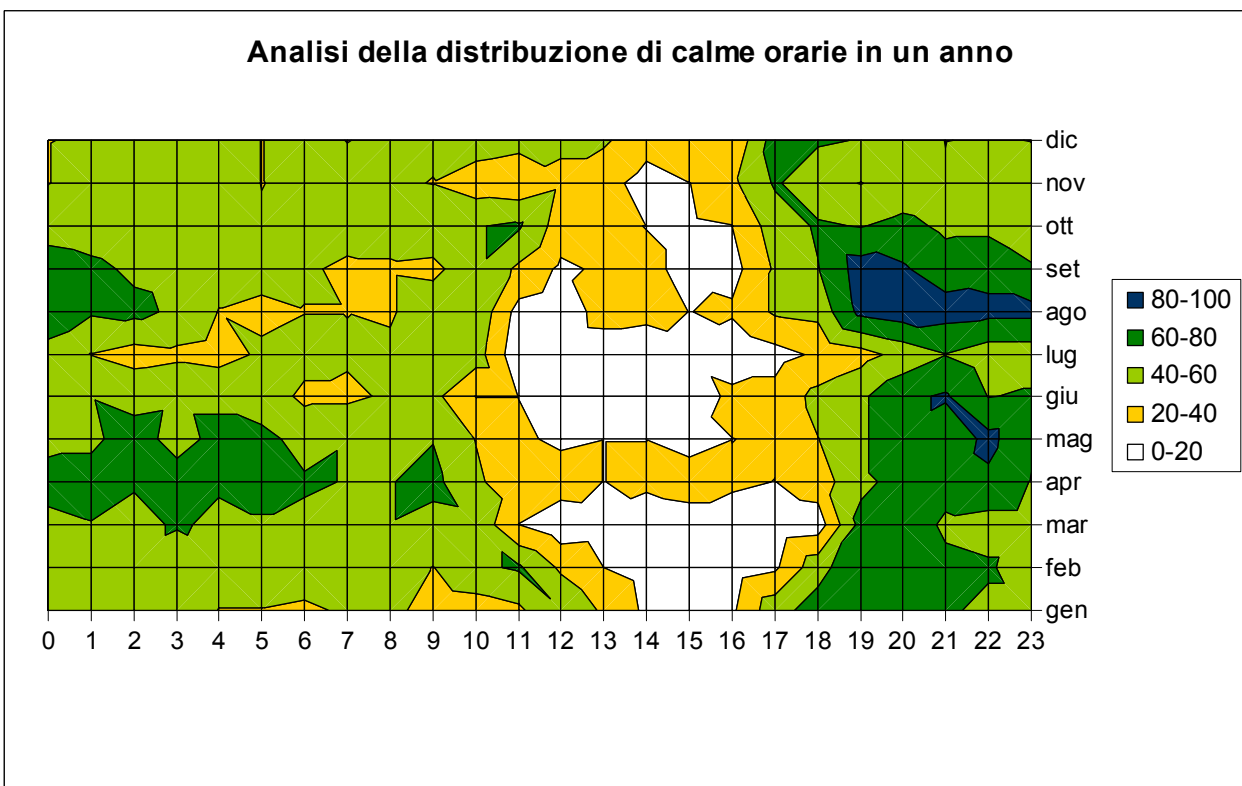 Analisi della distribuzione di calme orarie in un anno
dic
nov
ott
set
ago
lug
giu
mag
apr
mar
feb
gen
0 1 2 3 4 5 6 7 8 9 10 11 12 13 14 15 16 17 18 19 20 21 22 23
80-100
60-80
40-60
20-40
0-20